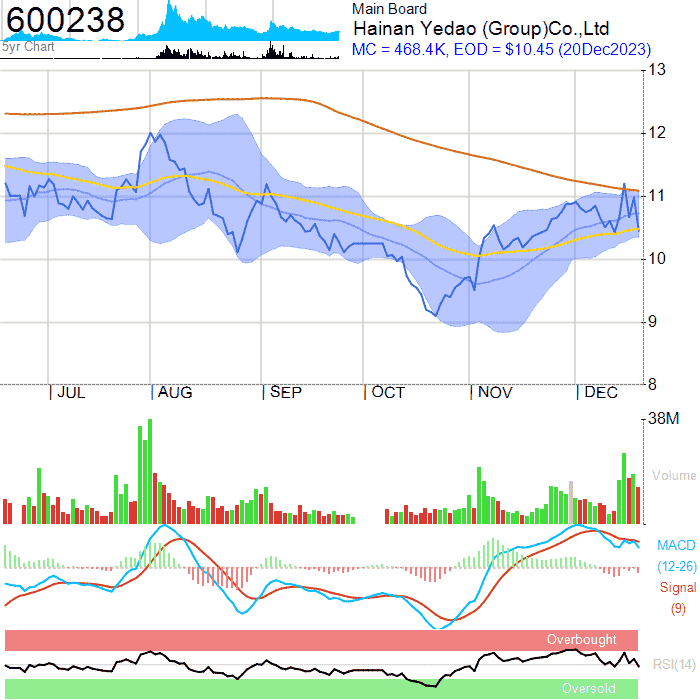 600238
5yr Chart
Main Board
Hainan Yedao (Group)Co.,Ltd
MC = 468.4K, EOD = $10.45 (20Dec2023)
13
12
11
10
9
8
JUL AUG SEP OCT NOV DEC
38M
Volume
MACD
(12-26)
Signal
(9)
Overbought
RSI(14)
Oversold